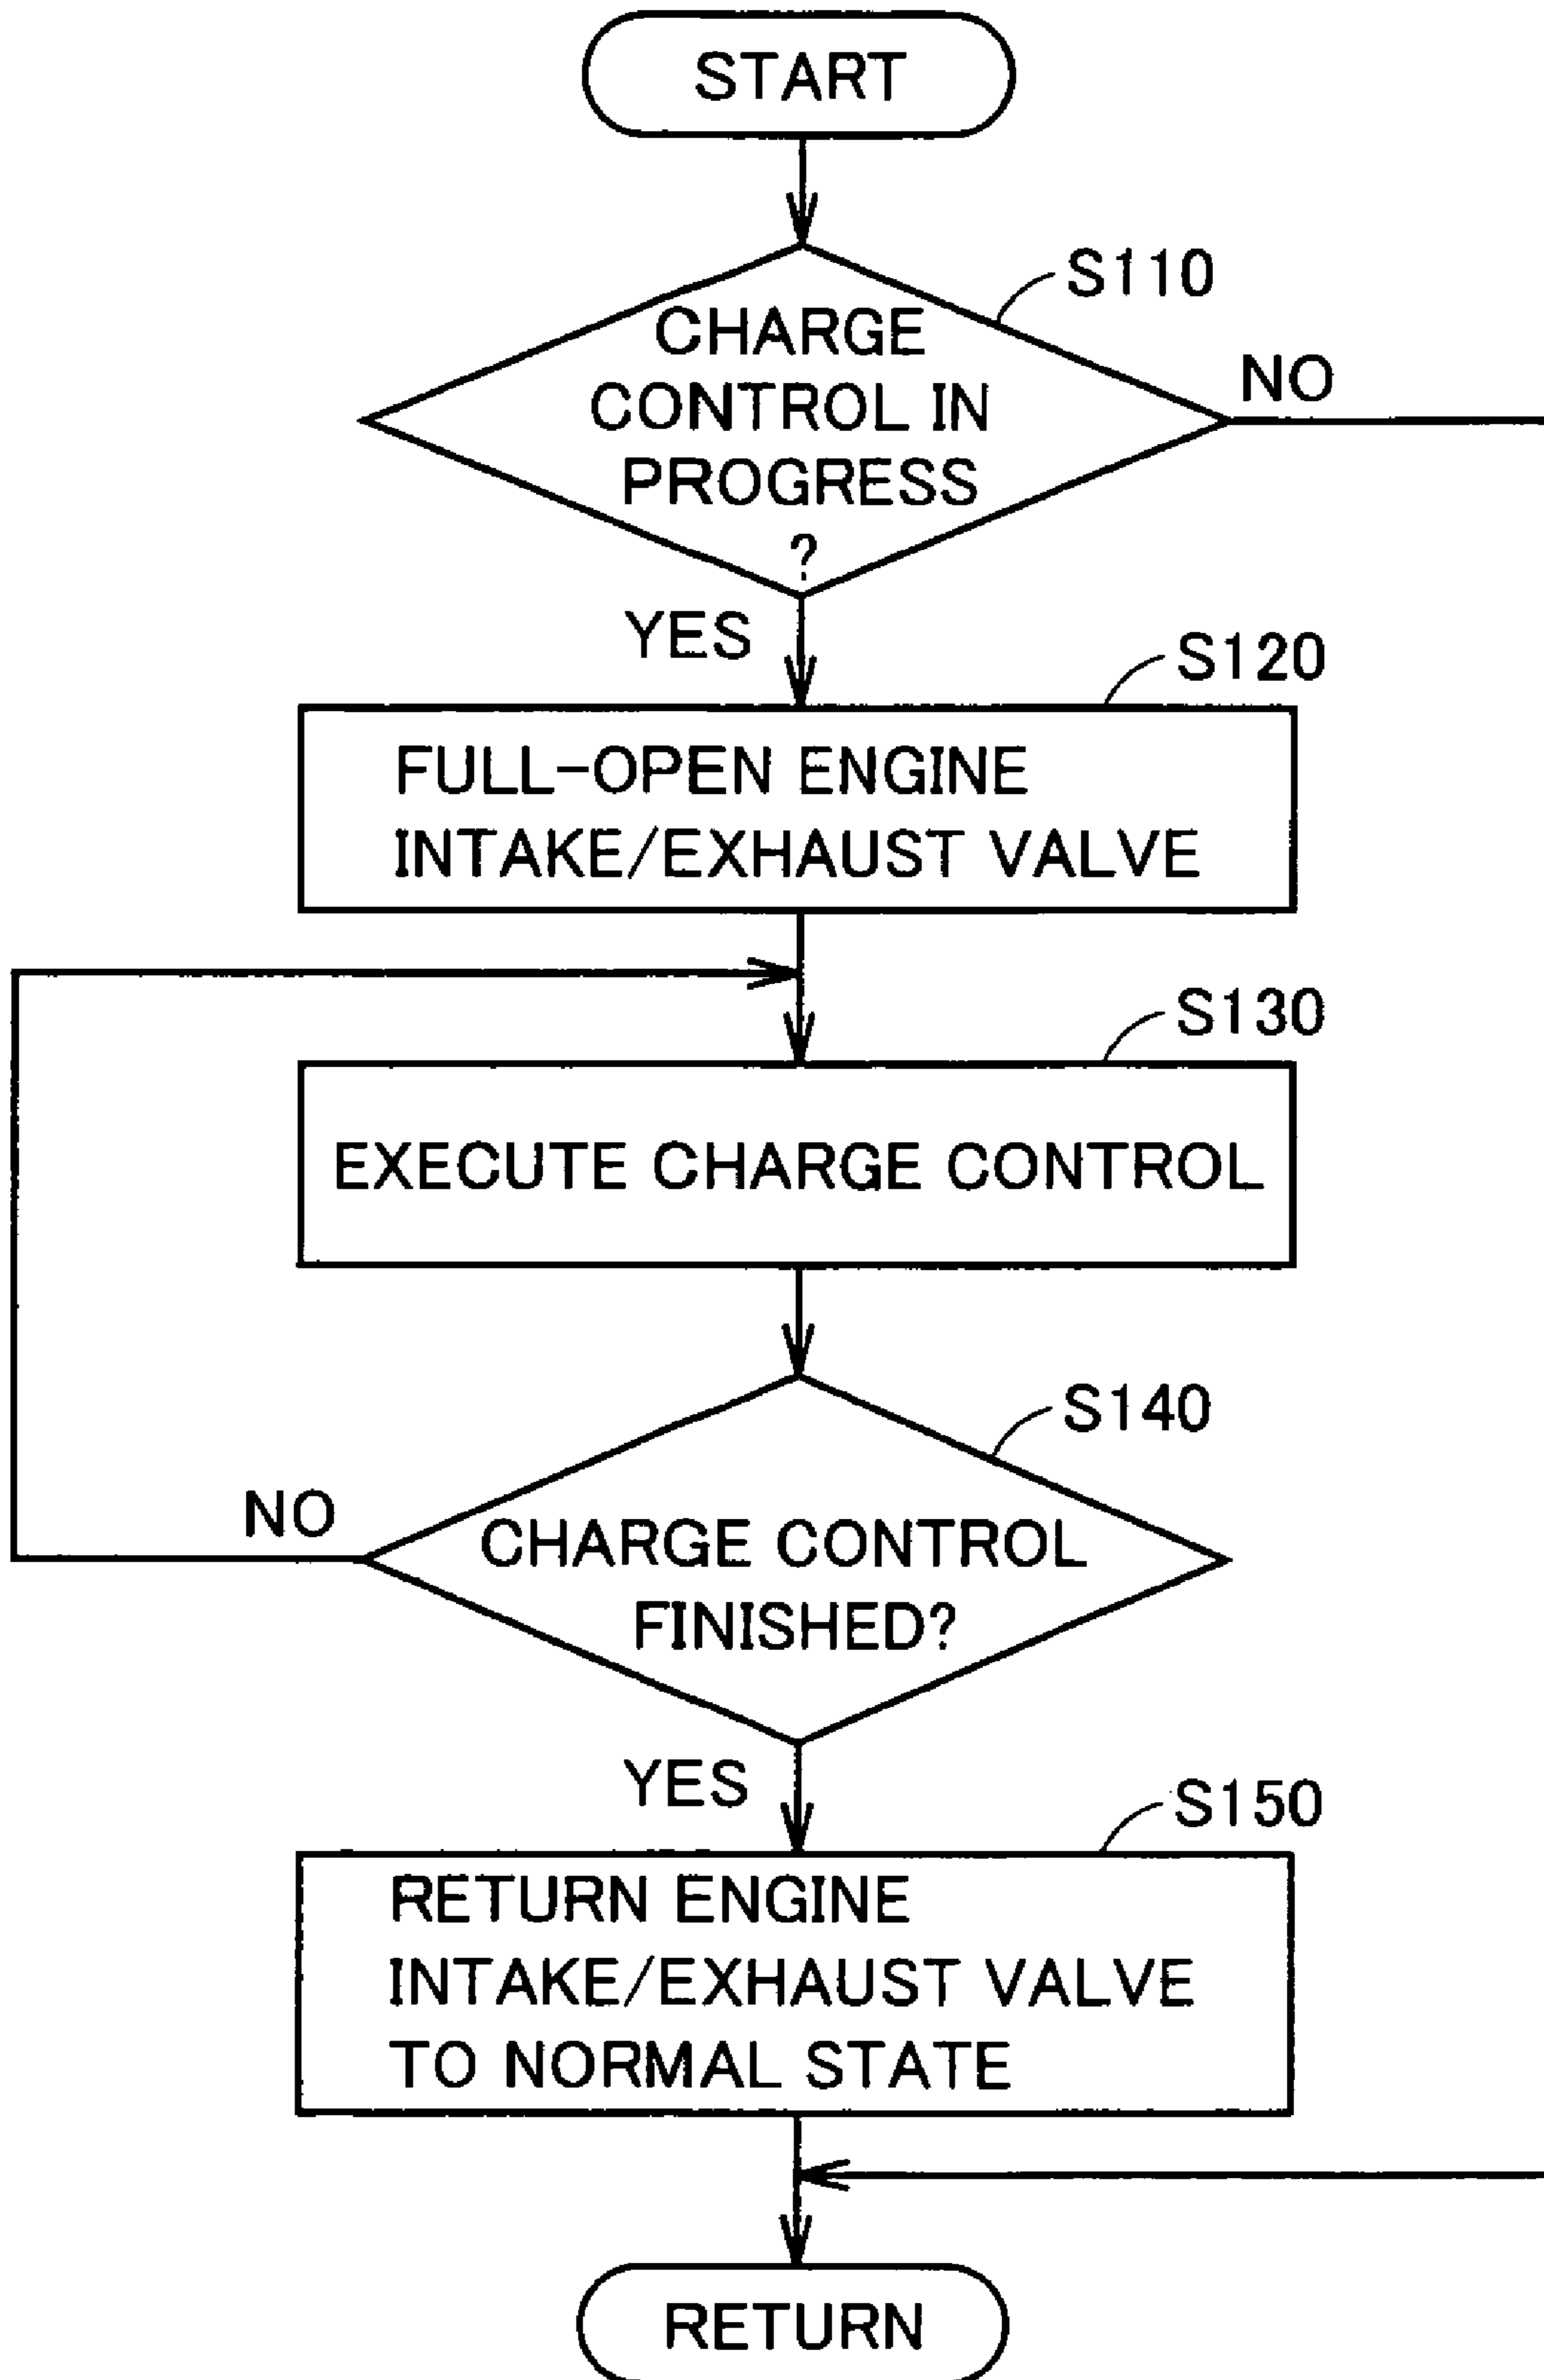 START
S110
CHARGE
CONTROL IN
PROGRESS
?
NO
YES
S120
FULL-OPEN ENGINE
INTAKE/EXHAUST VALVE
S130
EXECUTE CHARGE CONTROL
S140
NO
CHARGE CONTROL
FINISHED?
YES
S150
RETURN ENGINE
INTAKE/EXHAUST VALVE
TO NORMAL STATE
RETURN